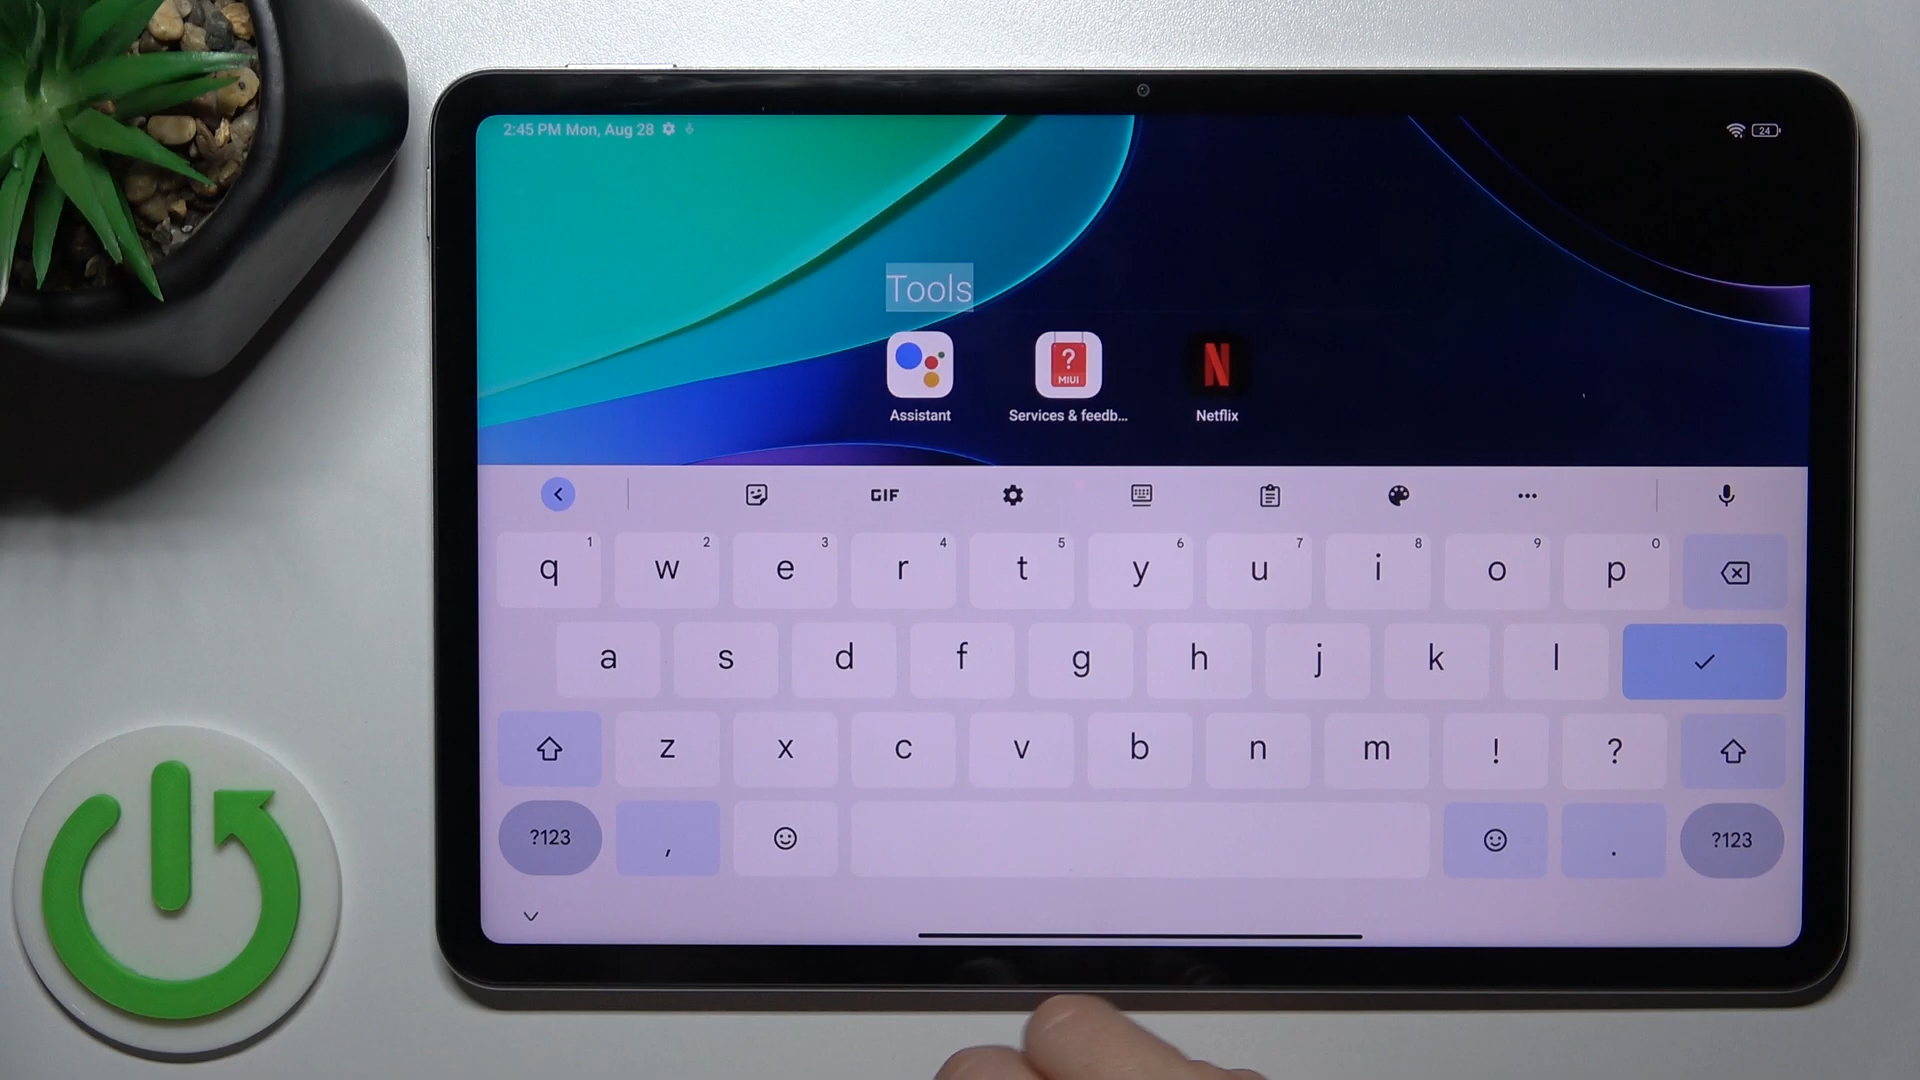 2:45 PM Mon, Aug 28
24
Tools
? MIUI
N
Assistant
Services & feedb...
Netflix
GIF
q 1 w 2 e 3 r 4 t 5 y 6 u 7 i 8 o 9 p 0
a s d f g h j k l
z x c v b n m ! ?
?123 , . ?123